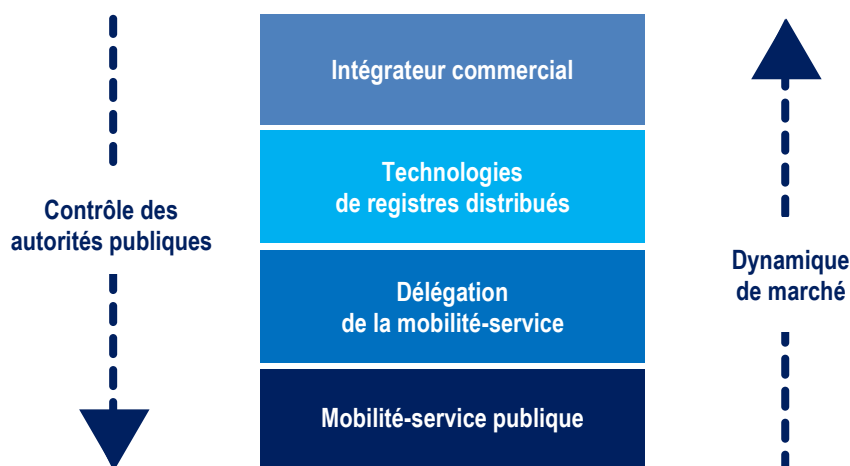 Intégrateur commercial
Technologies
de registres distribués
Contrôle des
autorités publiques
Dynamique
de marché
Délégation
de la mobilité-service
Mobilité-service publique